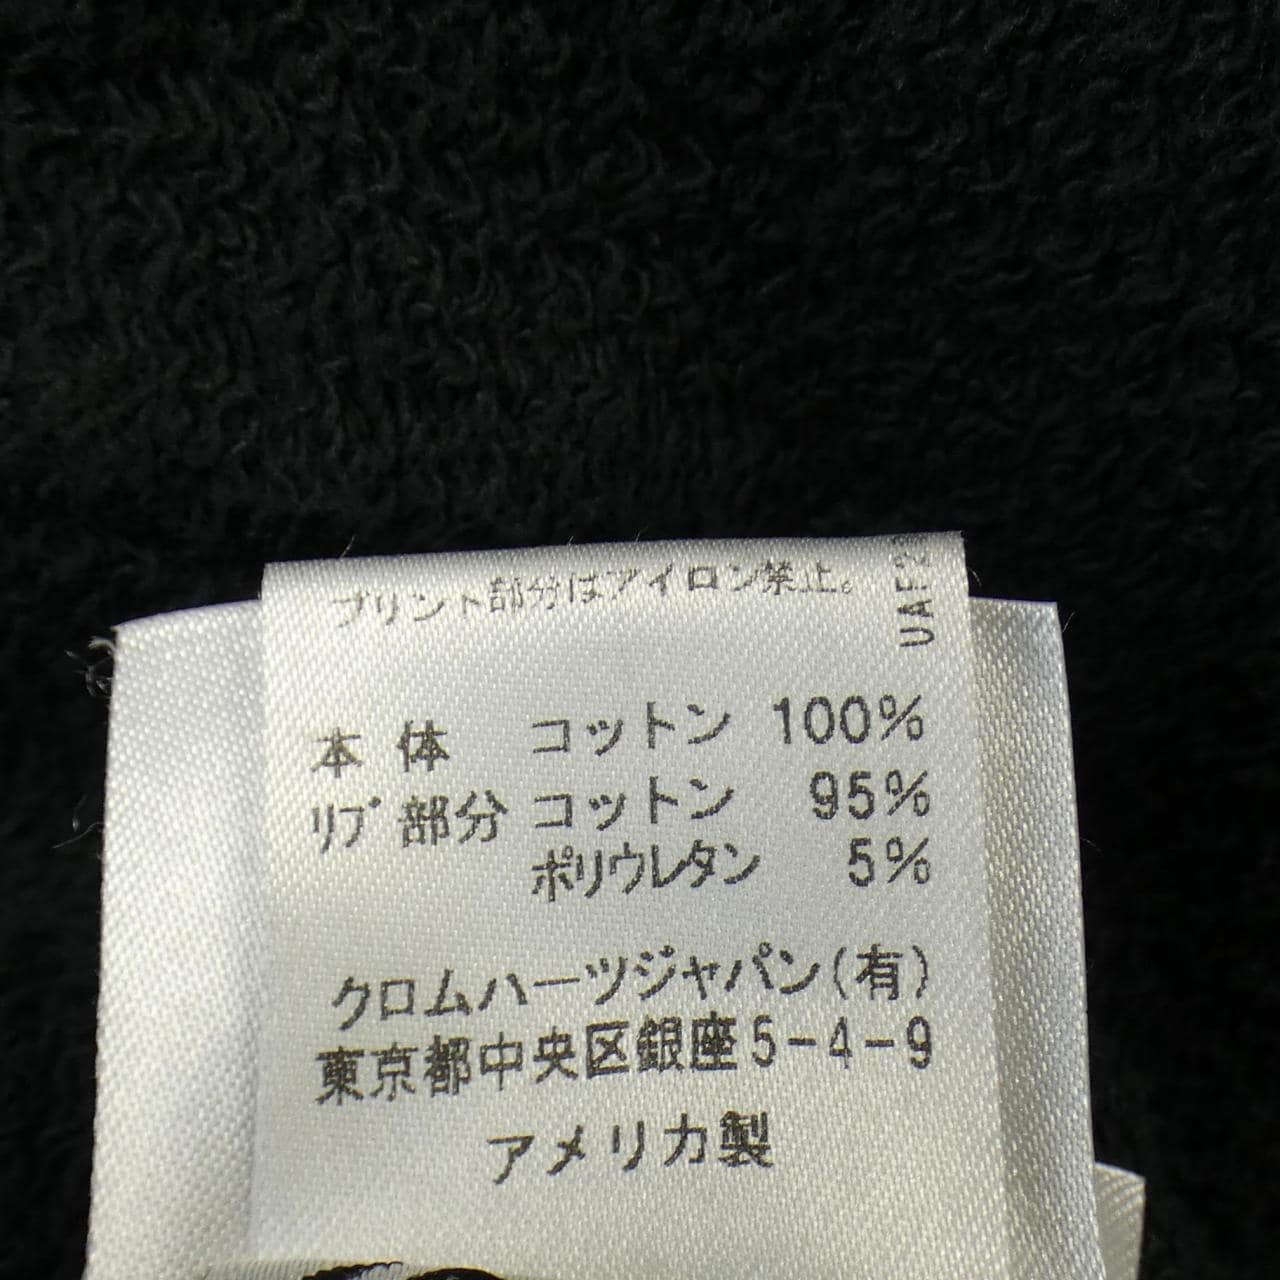 プリント部分はアイロン禁止。
UAF2
本体 コットン 100%
リブ部分 コットン 95%
ポリウレタン 5%
クロムハーツジャパン(有)
東京都中央区銀座5-4-9
アメリカ製